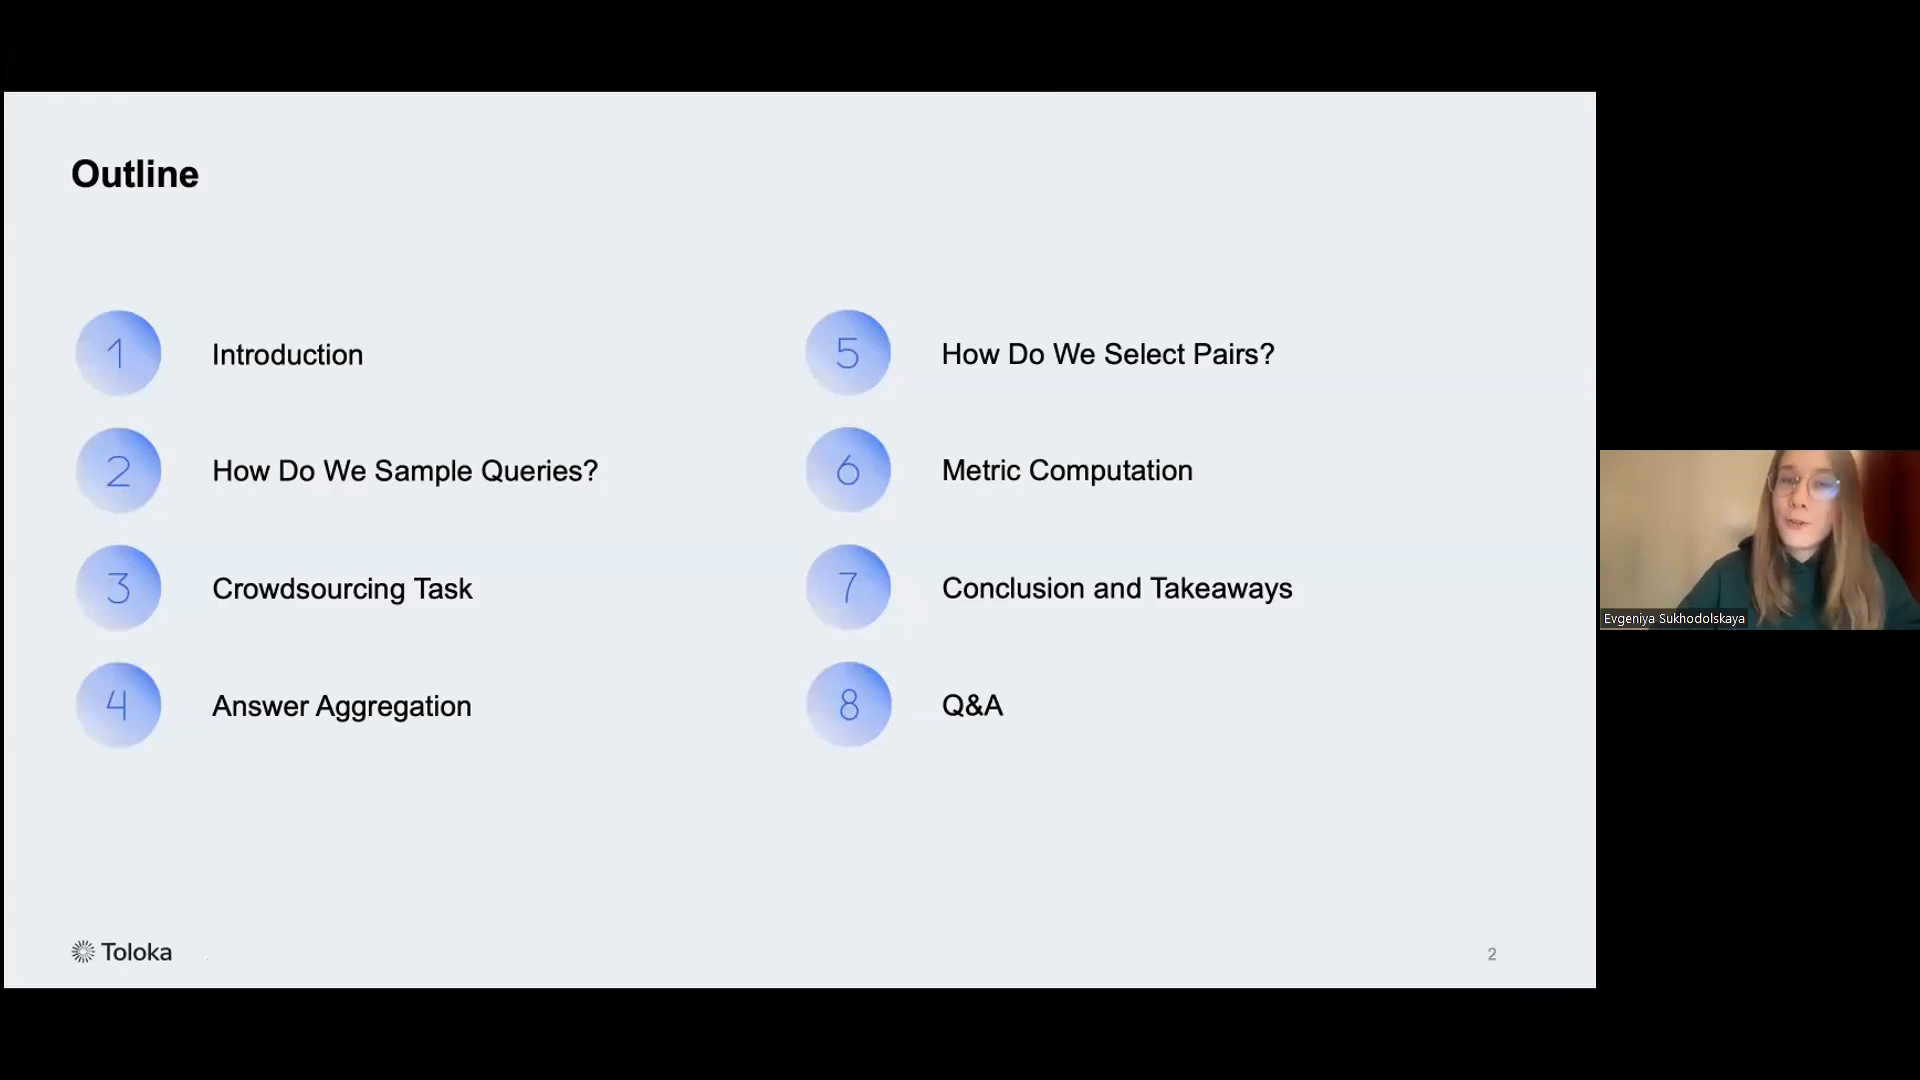 Outline
1 Introduction
2 How Do We Sample Queries?
3 Crowdsourcing Task
4 Answer Aggregation
5 How Do We Select Pairs?
6 Metric Computation
7 Conclusion and Takeaways
8 Q&A
Toloka
2
Evgeniya Sukhodolskaya